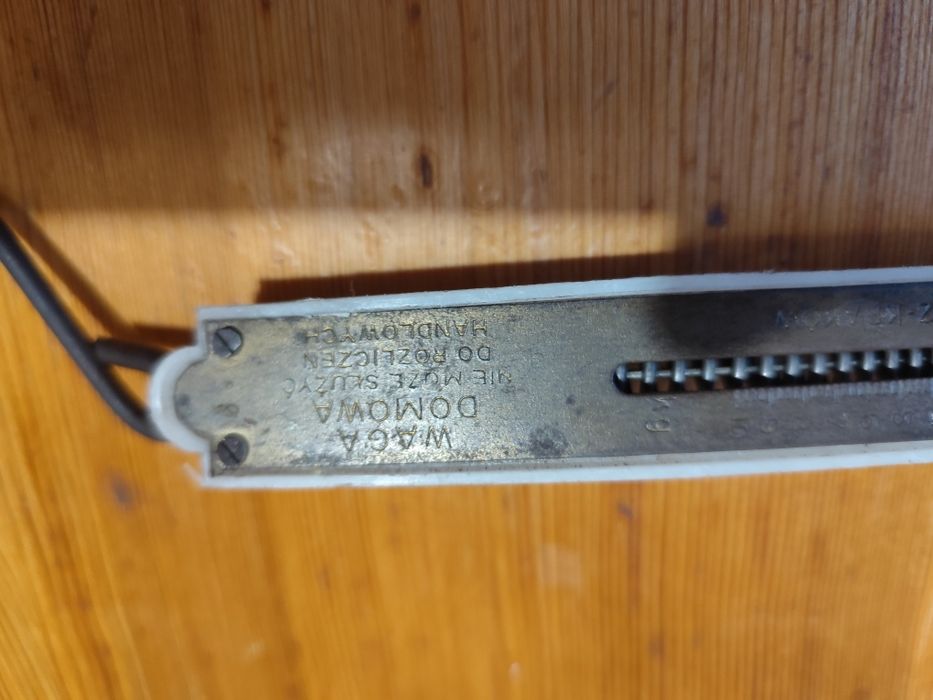 WAGA
DOMOWA
NIE MOŻE SŁUŻYĆ
DO ROZLICZEŃ
HANDLOWYCH